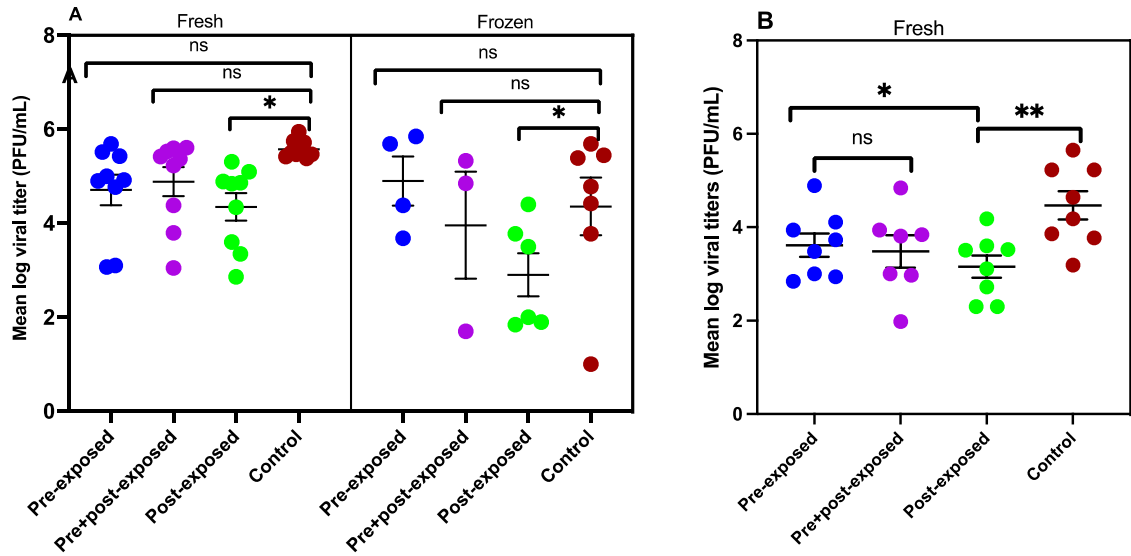 A
Fresh
Frozen
Mean log viral titer (PFU/mL)
8
6
4
2
0
A
ns
ns
*
ns
ns
*
Pre-exposed
Pre+post-exposed
Post-exposed
Control
Pre-exposed
Pre+post-exposed
Post-exposed
Control
B
Fresh
Mean log viral titers (PFU/mL)
8
6
4
2
0
*
**
ns
Pre-exposed
Pre+post-exposed
Post-exposed
Control